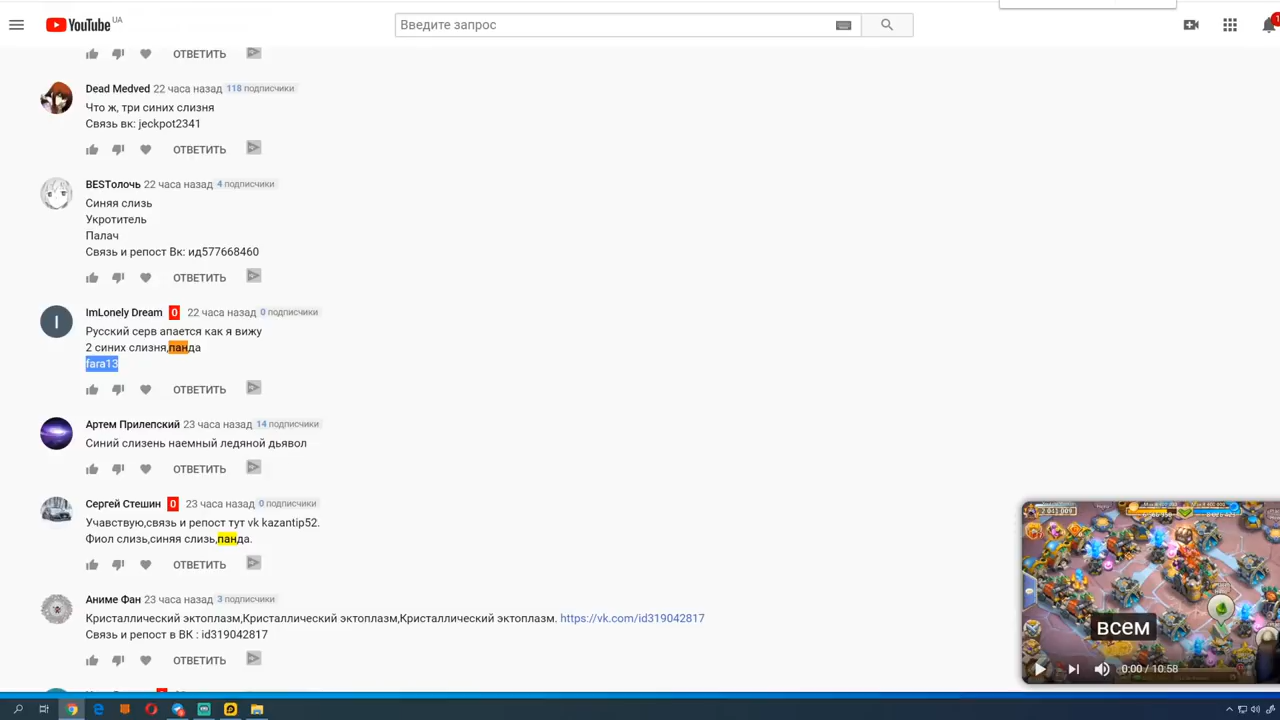 YouTube UA
Введите запрос
1
ОТВЕТИТЬ
Dead Medved 22 часа назад 118 подписчики
Что ж, три синих слизня
Связь вк: jeckpot2341
ОТВЕТИТЬ
BESТолочь 22 часа назад 4 подписчики
Синяя слизь
Укротитель
Палач
Связь и репост Вк: ид577668460
ОТВЕТИТЬ
I
ImLonely Dream 0 22 часа назад 0 подписчики
Русский серв апается как я вижу
2 синих слизня,панда
fara13
ОТВЕТИТЬ
Артем Прилепский 23 часа назад 14 подписчики
Синий слизень наемный ледяной дьявол
ОТВЕТИТЬ
Сергей Стешин 0 23 часа назад 0 подписчики
Учавствую,связь и репост тут vk kazantip52.
Фиол слизь,синяя слизь,панда.
ОТВЕТИТЬ
Аниме Фан 23 часа назад 3 подписчики
Кристаллический эктоплазм,Кристаллический эктоплазм,Кристаллический эктоплазм. https://vk.com/id319042817
Связь и репост в ВК : id319042817
ОТВЕТИТЬ
всем
0:00 / 10:58